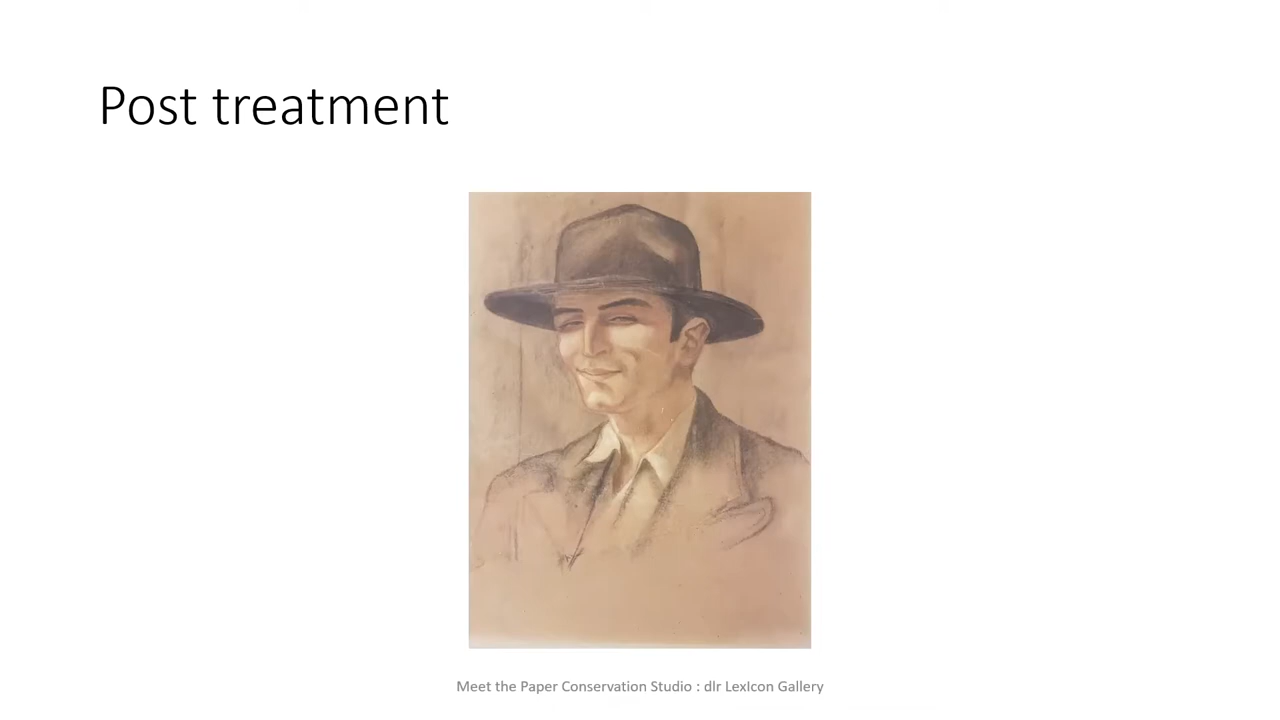 Post treatment
Meet the Paper Conservation Studio : dlr LexIcon Gallery